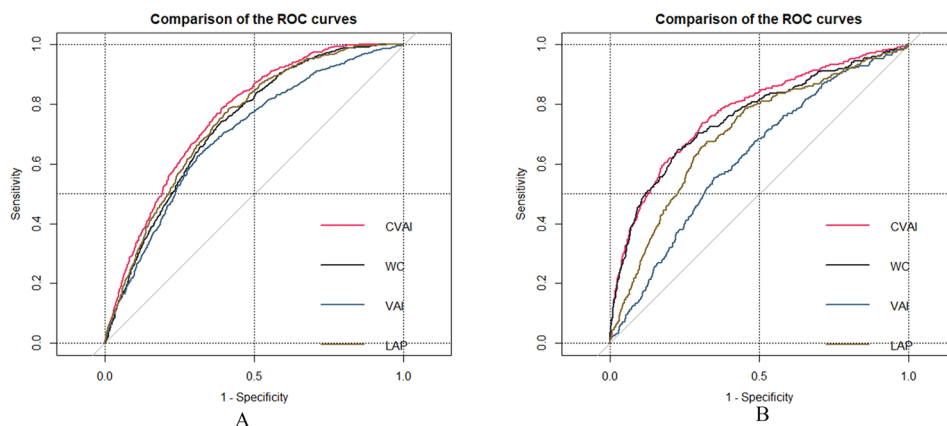 Comparison of the ROC curves
1.0
0.8
0.6
0.4
0.2
0.0
Sensitivity
CVAI
WC
VAI
LAP
0.0
0.5
1.0
1 - Specificity
A
Comparison of the ROC curves
1.0
0.8
0.6
0.4
0.2
0.0
Sensitivity
CVAI
WC
VAI
LAP
0.0
0.5
1.0
1 - Specificity
B